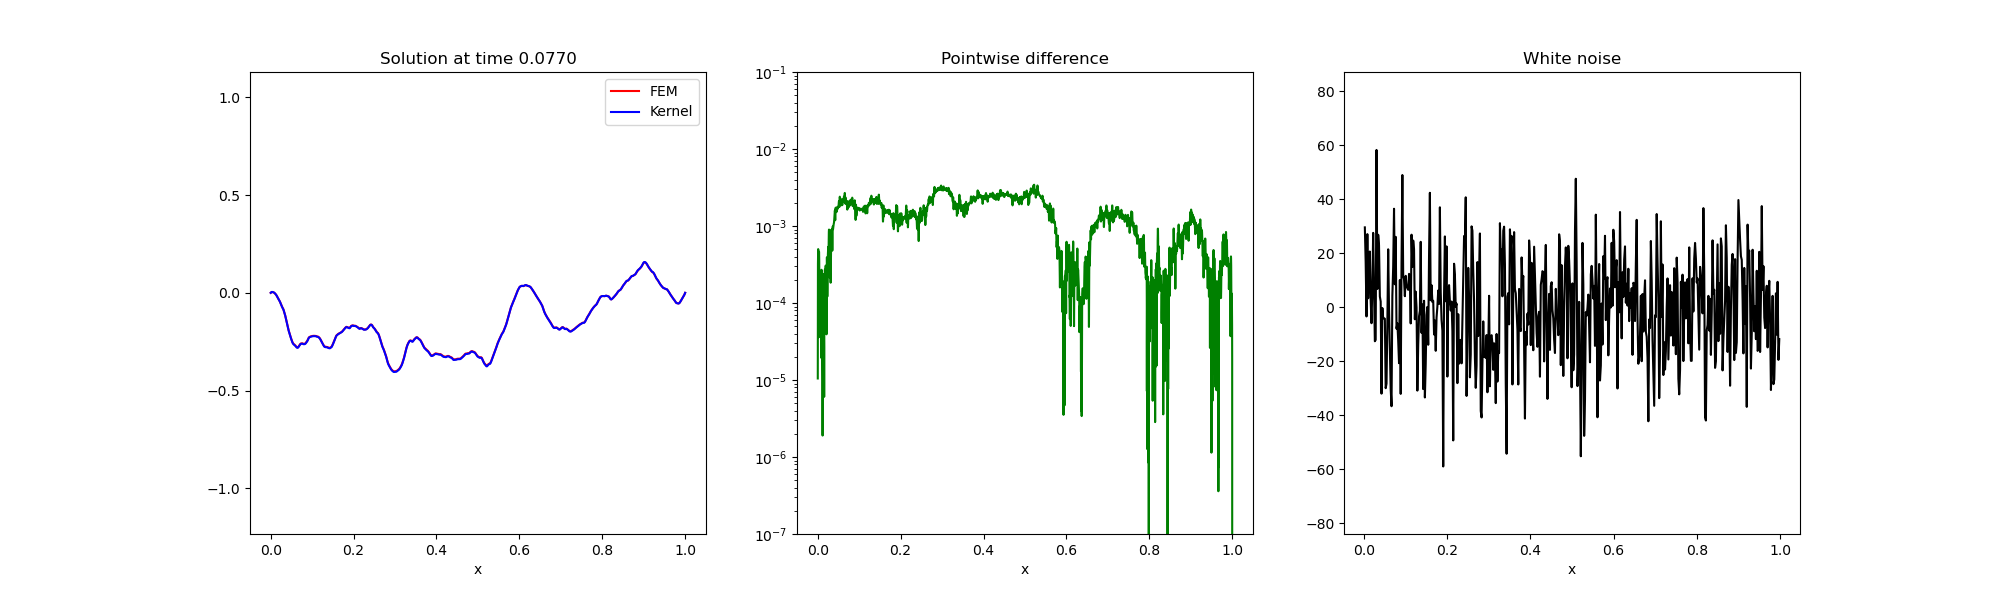 Solution at time 0.0770
1.0
0.5
0.0
−0.5
−1.0
0.0 0.2 0.4 0.6 0.8 1.0
x
FEM
Kernel
Pointwise difference
10⁻¹
10⁻²
10⁻³
10⁻⁴
10⁻⁵
10⁻⁶
10⁻⁷
0.0 0.2 0.4 0.6 0.8 1.0
x
White noise
80
60
40
20
0
−20
−40
−60
−80
0.0 0.2 0.4 0.6 0.8 1.0
x